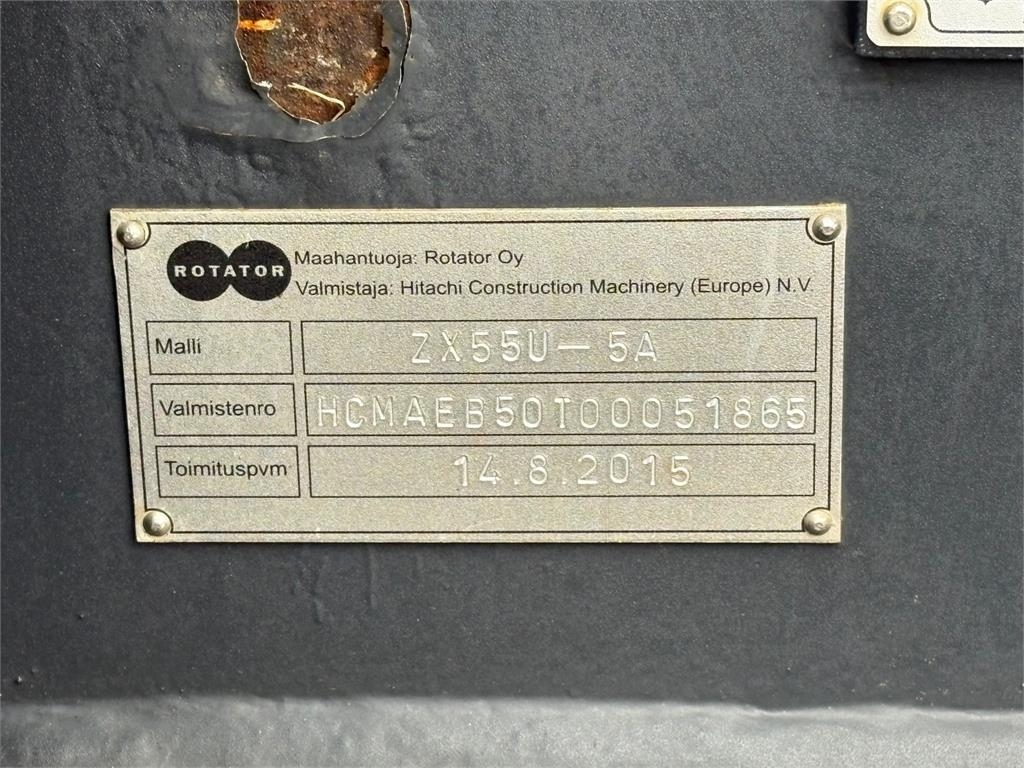 ROTATOR
Maahantuoja: Rotator Oy
Valmistaja: Hitachi Construction Machinery (Europe) N.V.
Malli ZX55U-5A
Valmistenro HCMAEB50T00051865
Toimituspvm 14.8.2015